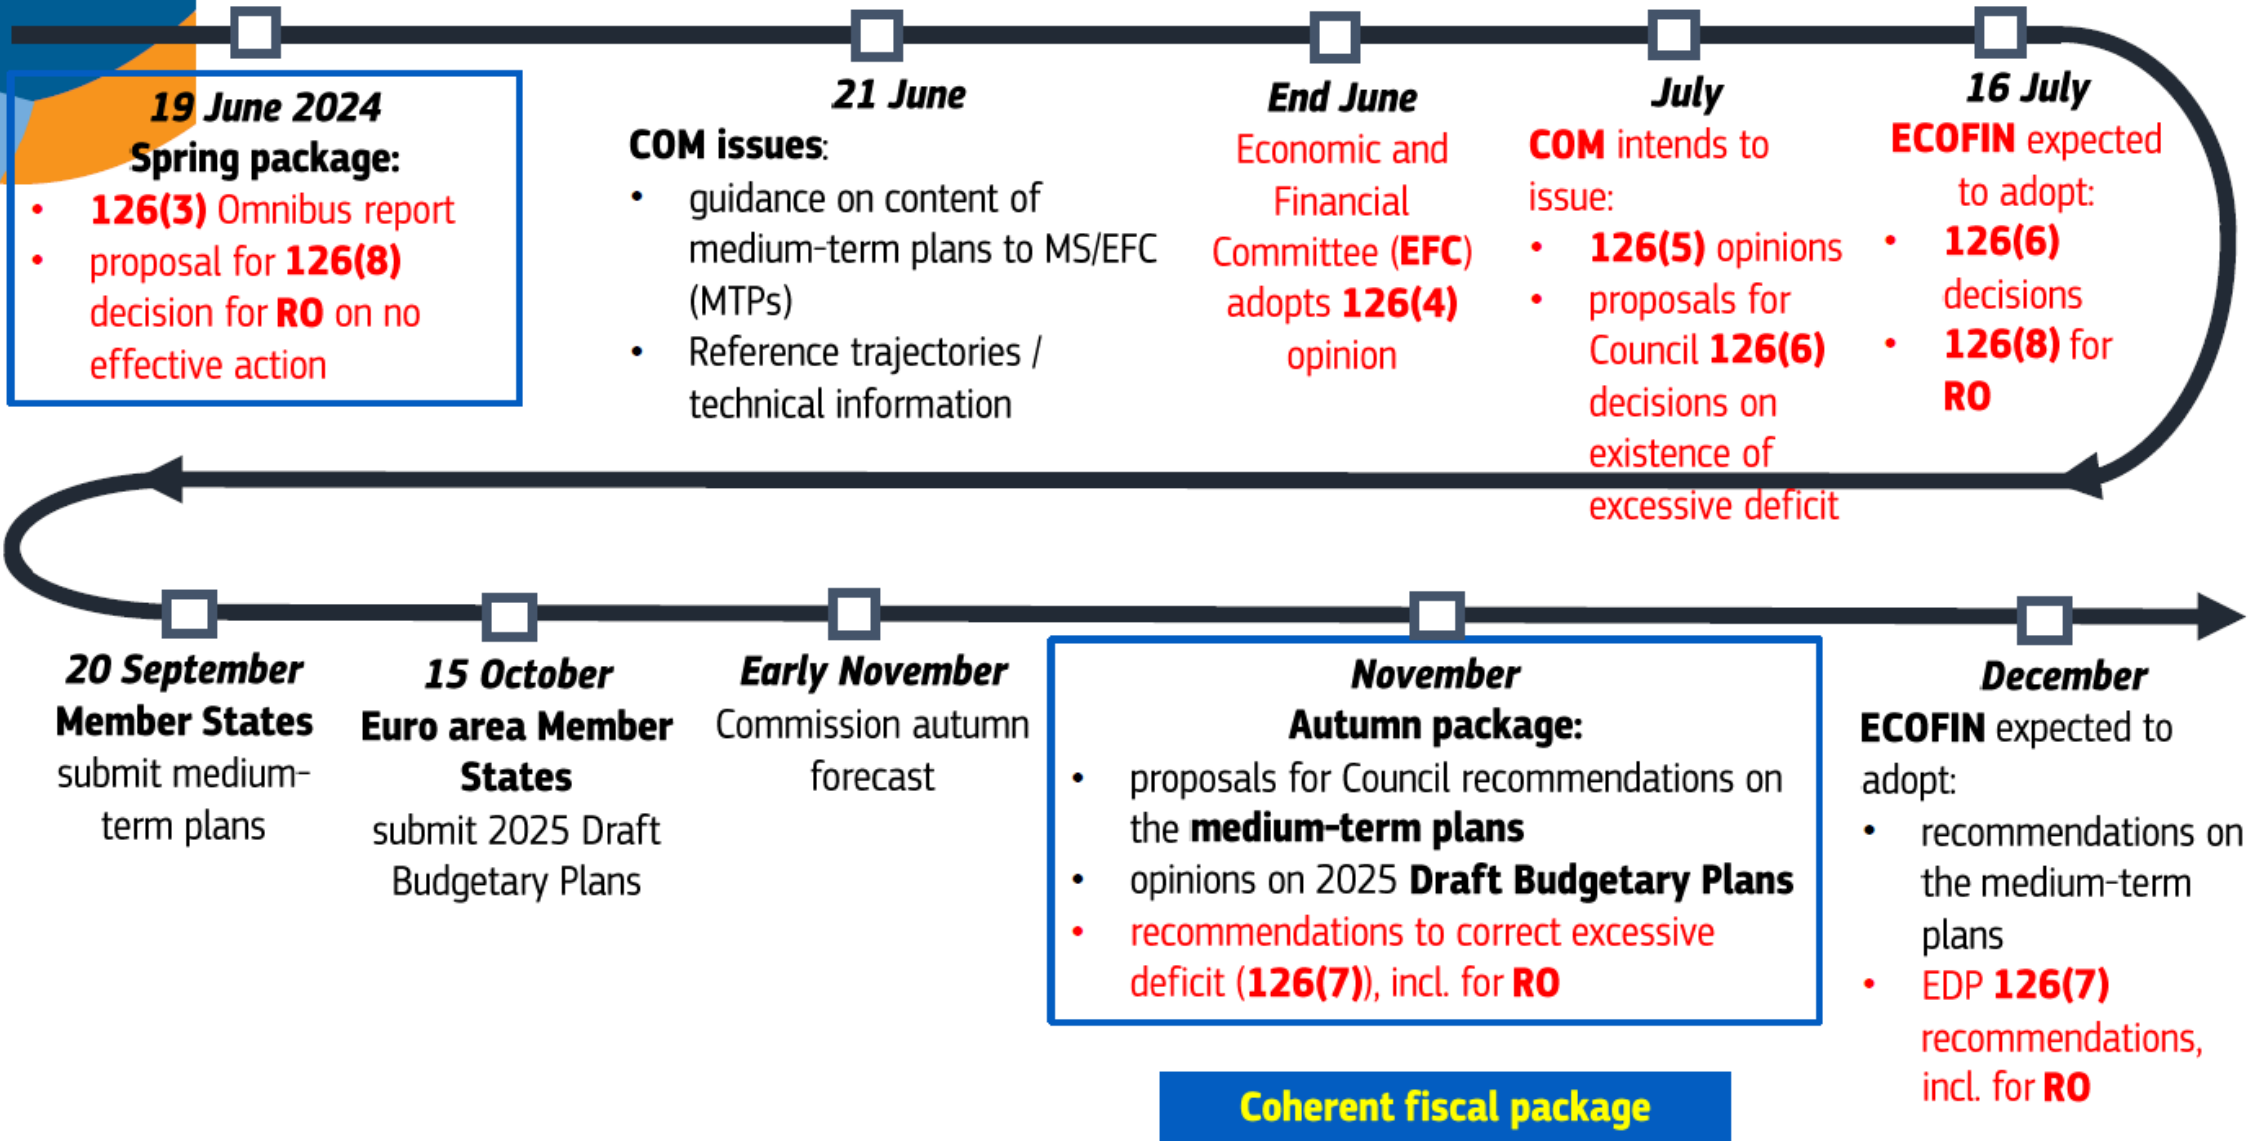 19 June 2024
Spring package:
• 126(3) Omnibus report
• proposal for 126(8)
decision for RO on no
effective action
21 June
COM issues:
• guidance on content of
medium-term plans to MS/EFC
(MTPs)
• Reference trajectories /
technical information
End June
Economic and
Financial
Committee (EFC)
adopts 126(4)
opinion
July
COM intends to
issue:
• 126(5) opinions
• proposals for
Council 126(6)
decisions on
existence of
excessive deficit
16 July
ECOFIN expected
to adopt:
• 126(6)
decisions
• 126(8) for
RO
20 September
Member States
submit medium-
term plans
15 October
Euro area Member
States
submit 2025 Draft
Budgetary Plans
Early November
Commission autumn
forecast
November
Autumn package:
• proposals for Council recommendations on
the medium-term plans
• opinions on 2025 Draft Budgetary Plans
• recommendations to correct excessive
deficit (126(7)), incl. for RO
December
ECOFIN expected to
adopt:
• recommendations on
the medium-term
plans
• EDP 126(7)
recommendations,
incl. for RO
Coherent fiscal package